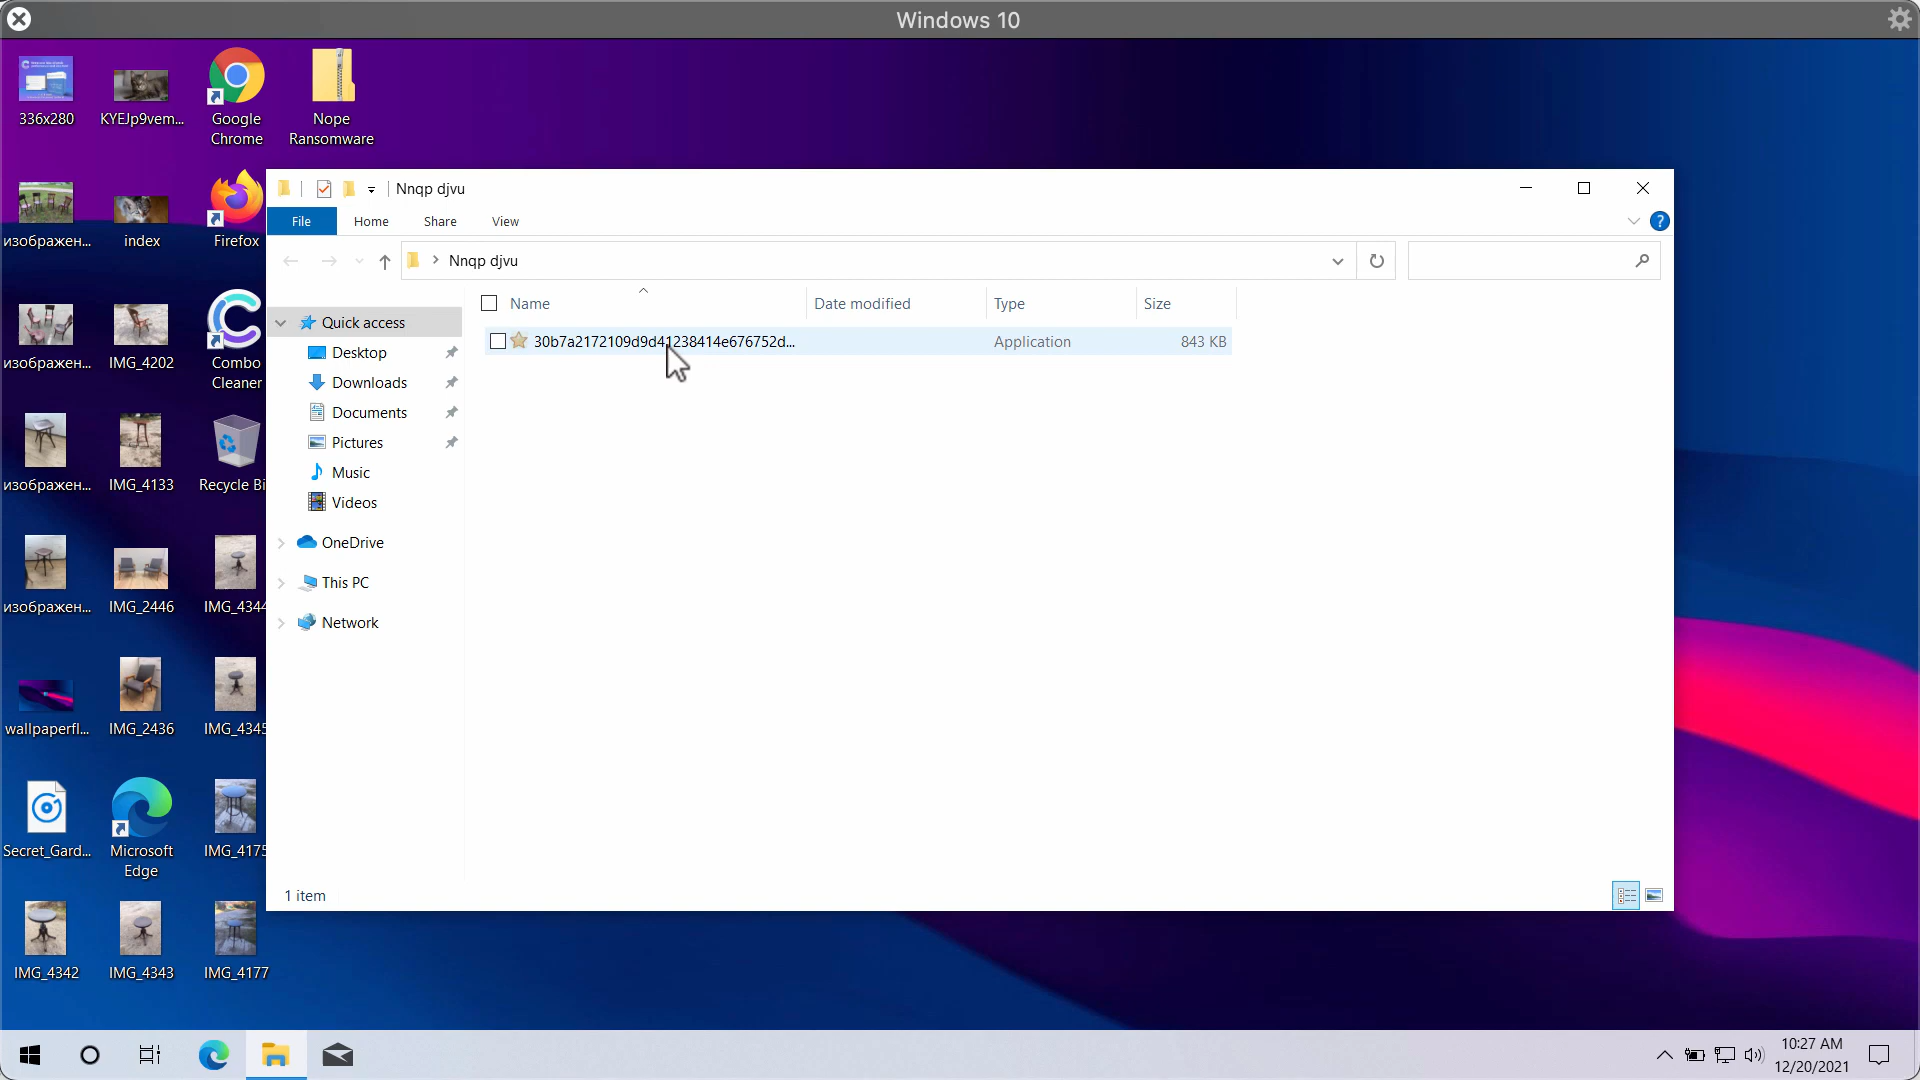 Windows 10
336x280
KYEJp9vem...
Google
Chrome
Nope
Ransomware
изображен...
index
Firefox
изображен...
IMG_4202
Combo
Cleaner
изображен...
IMG_4133
Recycle Bi
изображен...
IMG_2446
IMG_4344
wallpaperfl...
IMG_2436
IMG_4345
Secret_Gard...
Microsoft
Edge
IMG_4175
IMG_4342
IMG_4343
IMG_4177
Nnqp djvu
File
Home
Share
View
Nnqp djvu
Name
Date modified
Type
Size
30b7a2172109d9d41238414e676752d...
Application
843 KB
Quick access
Desktop
Downloads
Documents
Pictures
Music
Videos
OneDrive
This PC
Network
1 item
10:27 AM
12/20/2021